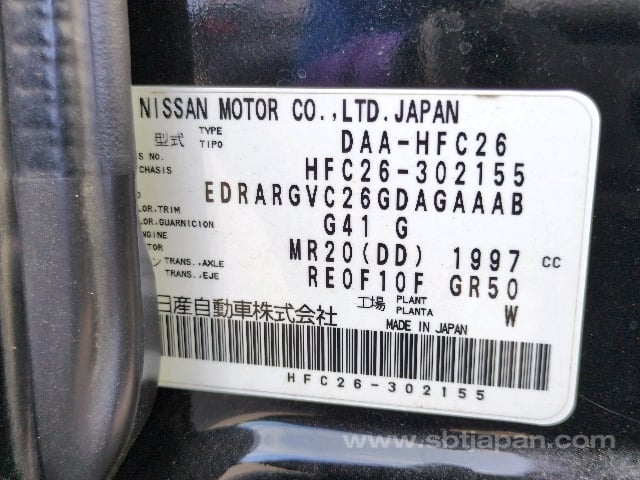 NISSAN MOTOR CO.,LTD.JAPAN
型式 TYPE TIPO DAA-HFC26
S NO. CHASIS HFC26-302155
EDRARGVC26GDAGAAAB
LOR.TRIM LOR.GUARNICION G41 G
INE TOR MR20(DD) 1997 CC
ン TRANS.,AXLE TRANS.,EJE RE0F10F GR50
日産自動車株式会社 工場 PLANT PLANTA W
MADE IN JAPAN
HFC26-302155
www.sbtjapan.com